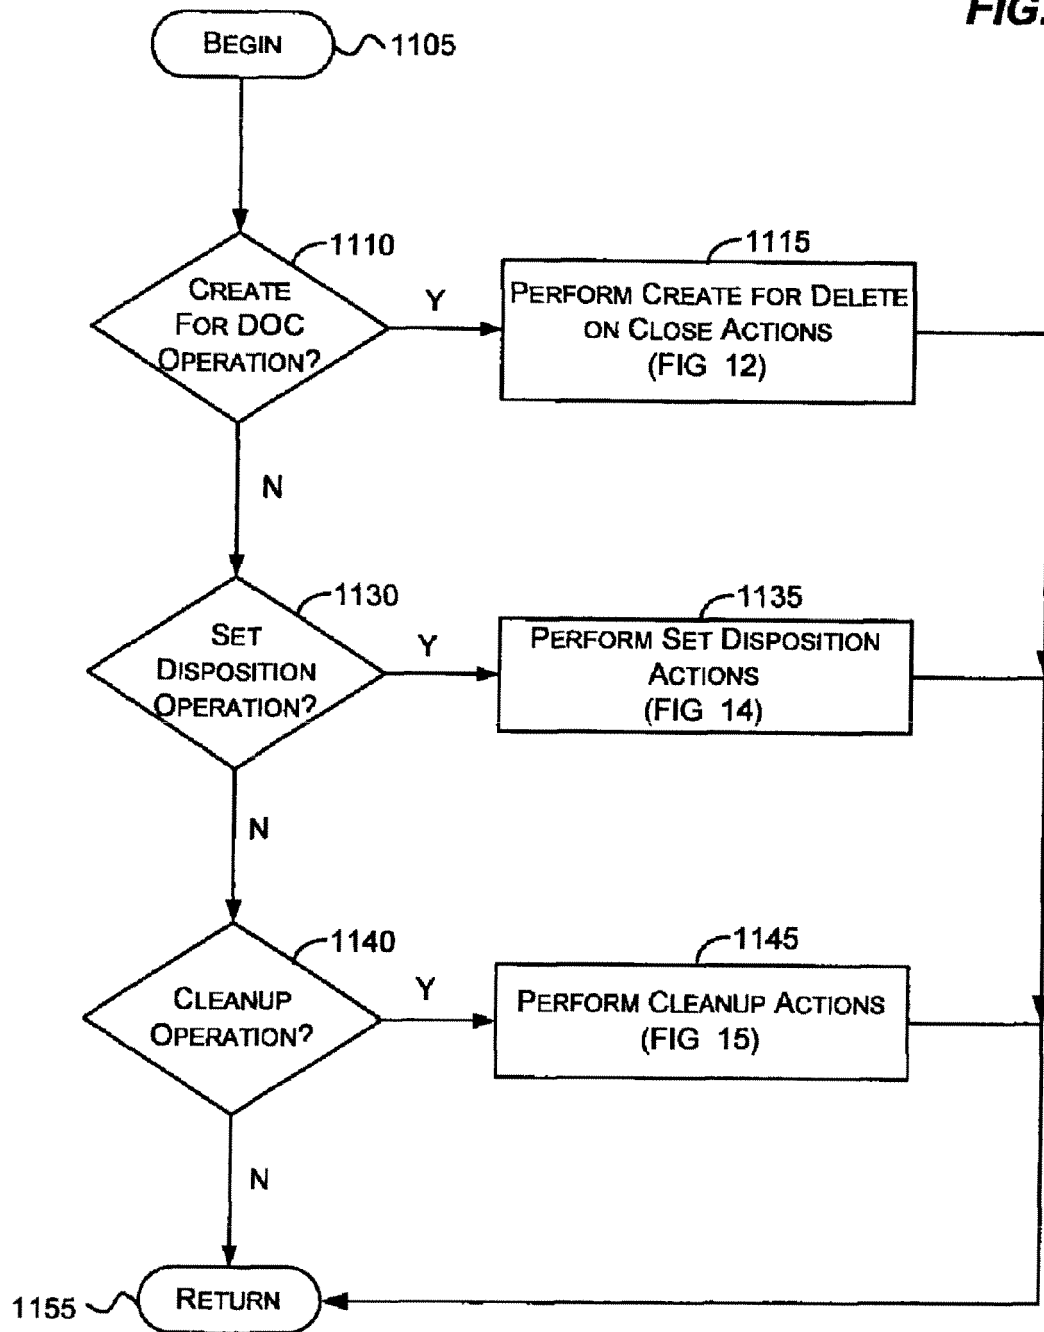 FIG.
BEGIN
1105
1110
CREATE
FOR DOC
OPERATION?
Y
1115
PERFORM CREATE FOR DELETE
ON CLOSE ACTIONS
(FIG 12)
N
1130
SET
DISPOSITION
OPERATION?
Y
1135
PERFORM SET DISPOSITION
ACTIONS
(FIG 14)
N
1140
CLEANUP
OPERATION?
Y
1145
PERFORM CLEANUP ACTIONS
(FIG 15)
N
1155
RETURN